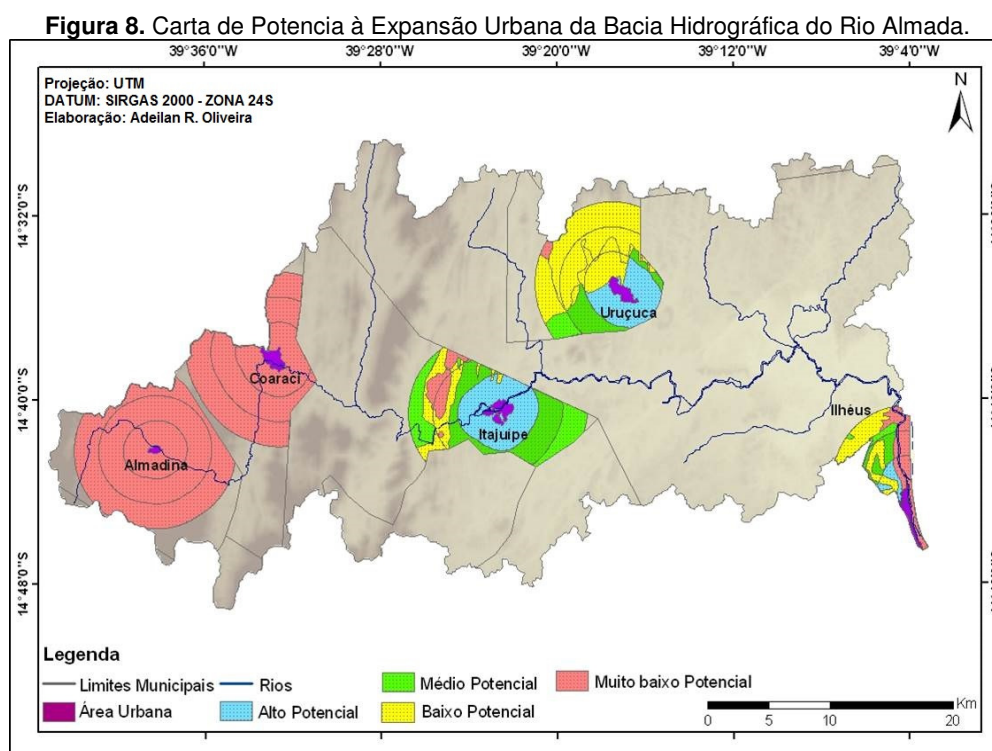 Figura 8. Carta de Potencia à Expansão Urbana da Bacia Hidrográfica do Rio Almada.
39°36'0"W 39°28'0"W 39°20'0"W 39°12'0"W 39°4'0"W
Projeção: UTM
DATUM: SIRGAS 2000 - ZONA 24S
Elaboração: Adeilan R. Oliveira
N
14°32'0"S
Uruçuca
Coaraci
14°40'0"S
Ilhéus
Itajuípe
Almadina
14°48'0"S
Legenda
Limites Municipais Rios Médio Potencial Muito baixo Potencial
Área Urbana Alto Potencial Baixo Potencial
Km
0 5 10 20